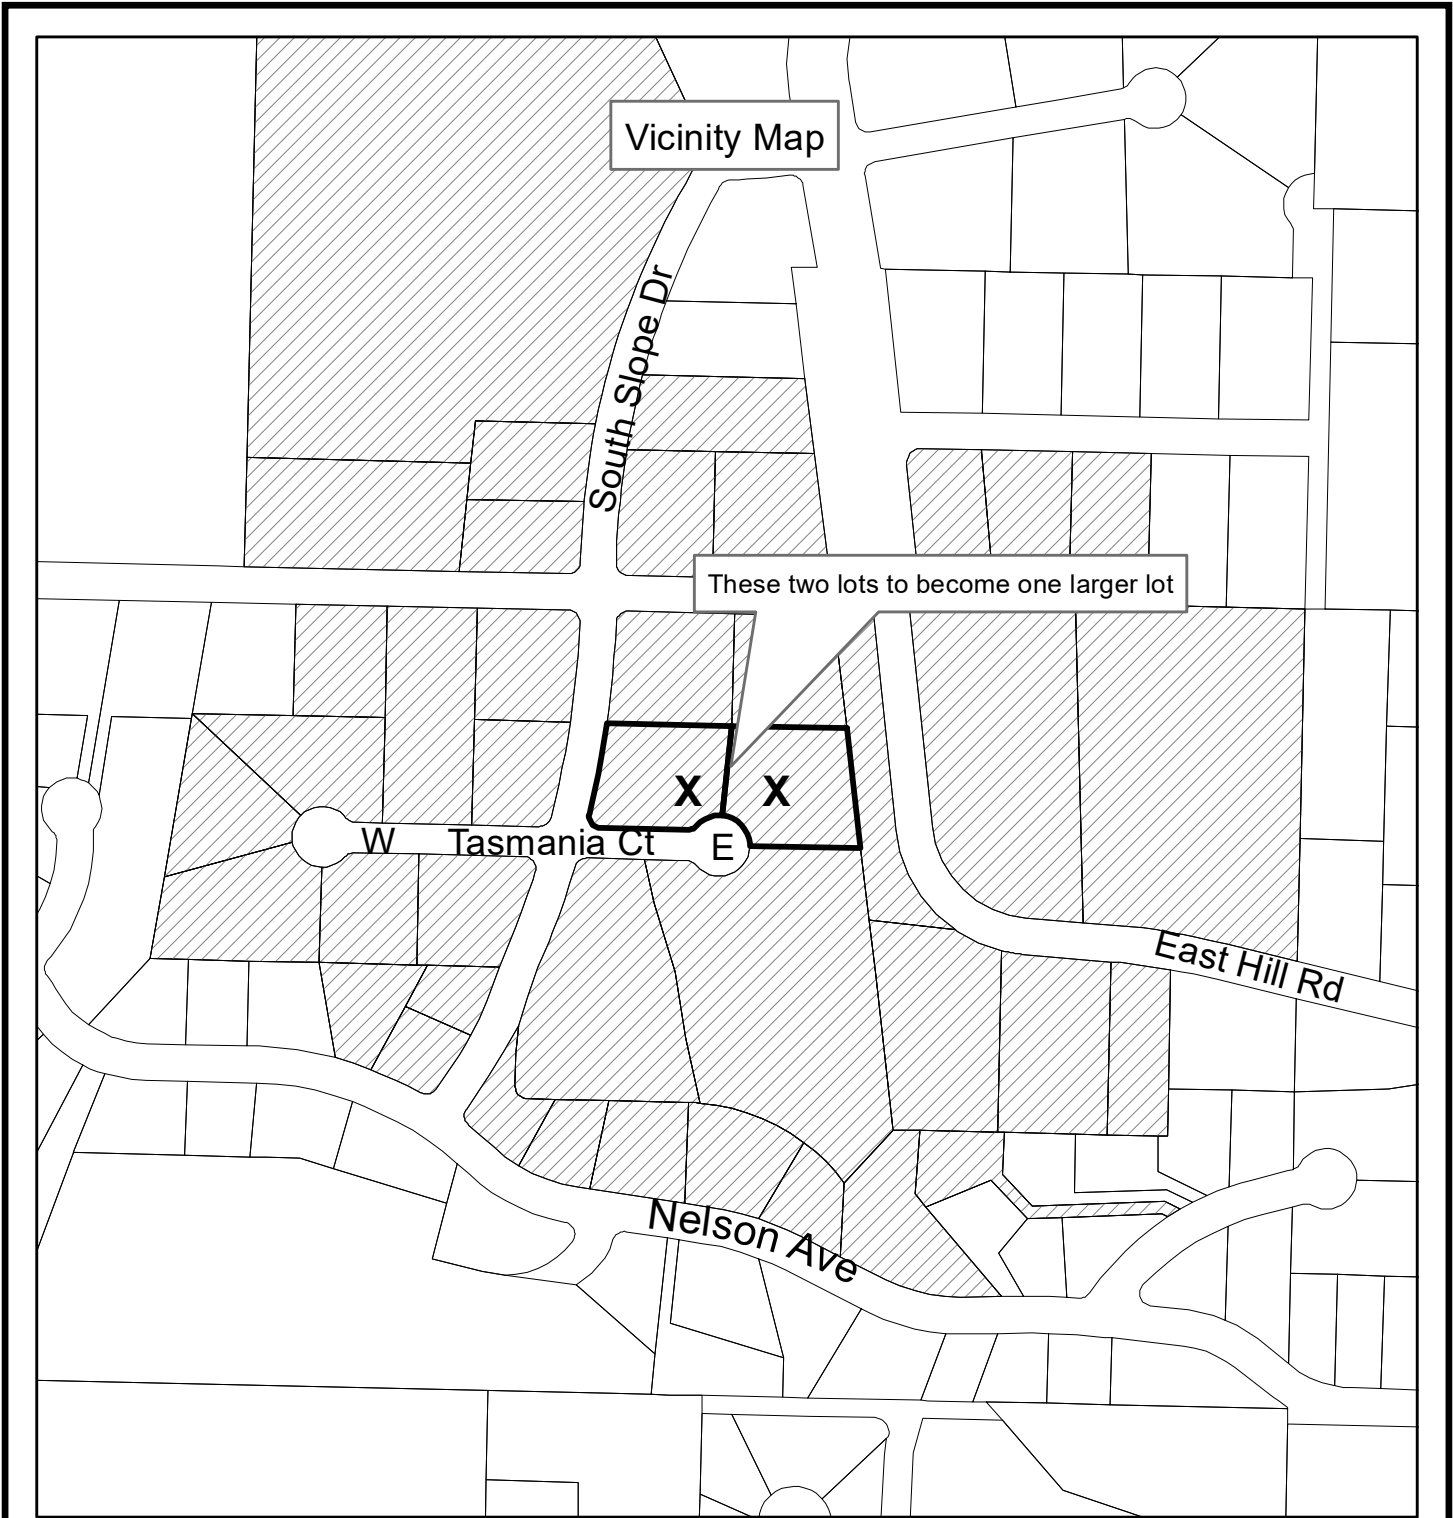 Vicinity Map
South Slope Dr
These two lots to become one larger lot
X X
W Tasmania Ct E
East Hill Rd
Nelson Ave